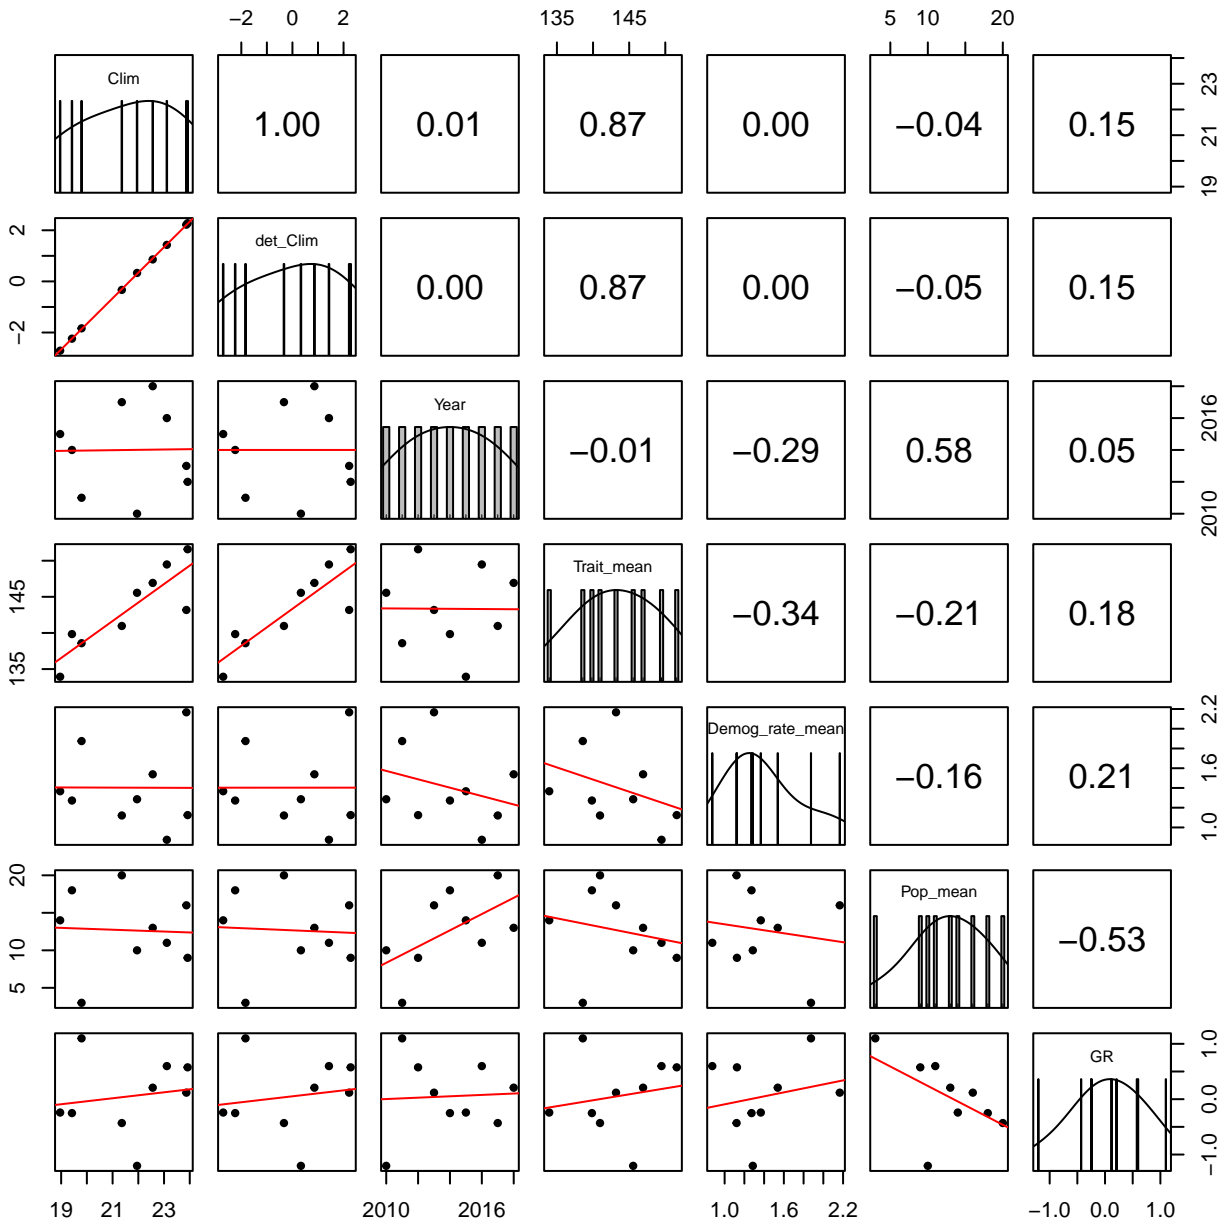 −2 0 2 135 145 5 10 20
Clim 1.00 0.01 0.87 0.00 −0.04 0.15 19 21 23
−2 0 2 det_Clim 0.00 0.87 0.00 −0.05 0.15
Year −0.01 −0.29 0.58 0.05 2010 2016
135 145 Trait_mean −0.34 −0.21 0.18
Demog_rate_mean −0.16 0.21 1.0 1.6 2.2
5 10 20 Pop_mean −0.53
GR −1.0 0.0 1.0
19 21 23 2010 2016 1.0 1.6 2.2 −1.0 0.0 1.0